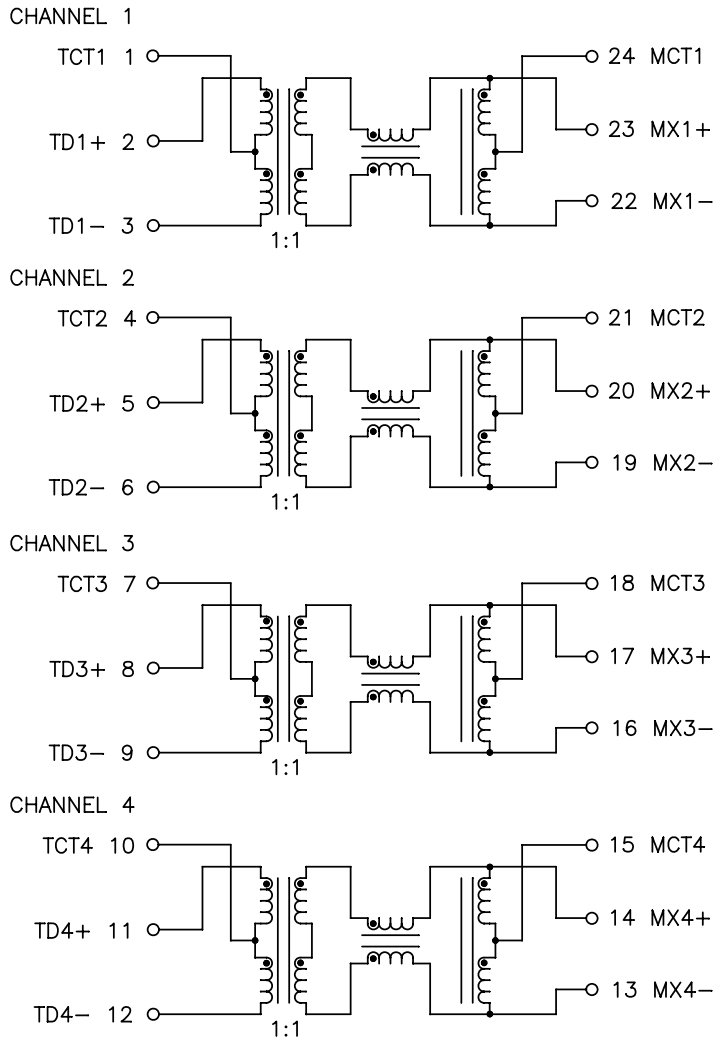 CHANNEL 1
TCT1 1
24 MCT1
TD1+ 2
23 MX1+
22 MX1−
TD1− 3
1:1
CHANNEL 2
TCT2 4
21 MCT2
TD2+ 5
20 MX2+
19 MX2−
TD2− 6
1:1
CHANNEL 3
TCT3 7
18 MCT3
TD3+ 8
17 MX3+
16 MX3−
TD3− 9
1:1
CHANNEL 4
TCT4 10
15 MCT4
TD4+ 11
14 MX4+
13 MX4−
TD4− 12
1:1